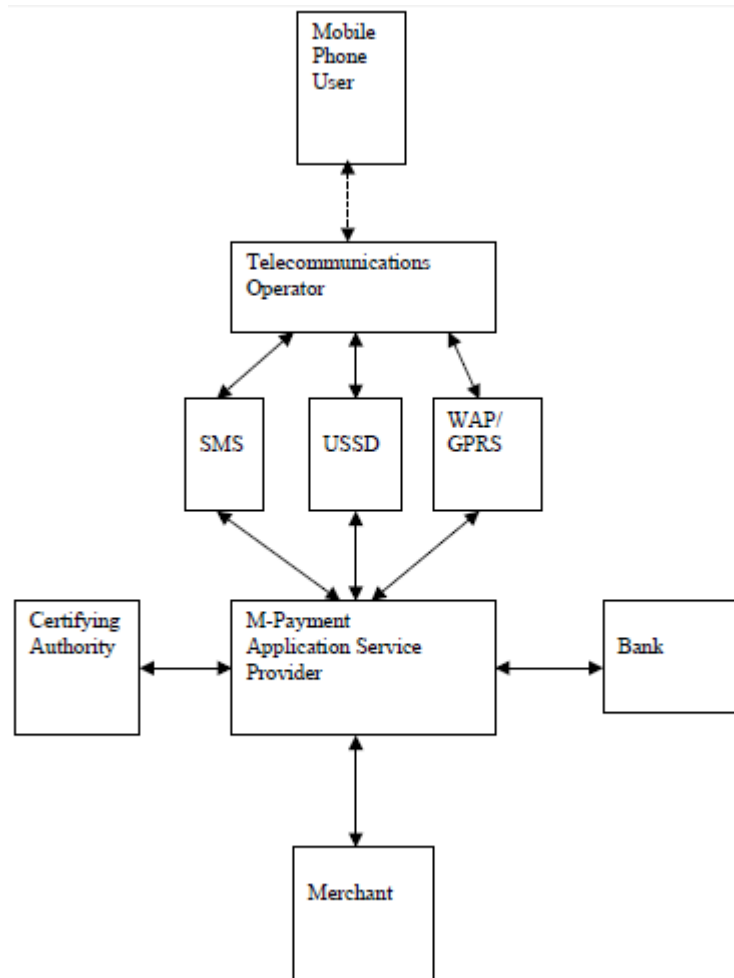 Mobile
Phone
User
Telecommunications
Operator
SMS
USSD
WAP/
GPRS
Certifying
Authority
M-Payment
Application Service
Provider
Bank
Merchant